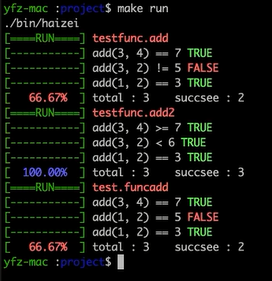 yfz-mac :project$ make run
./bin/haizei
[====RUN====] testfunc.add
[-----------] add(3, 4) == 7 TRUE
[-----------] add(3, 2) != 5 FALSE
[-----------] add(1, 2) == 3 TRUE
[   66.67%  ] total : 3    succsee : 2
[====RUN====] testfunc.add2
[-----------] add(3, 4) >= 7 TRUE
[-----------] add(3, 2) < 6 TRUE
[-----------] add(1, 2) == 3 TRUE
[  100.00%  ] total : 3    succsee : 3
[====RUN====] test.funcadd
[-----------] add(3, 4) == 7 TRUE
[-----------] add(1, 2) == 5 FALSE
[-----------] add(1, 2) == 3 TRUE
[   66.67%  ] total : 3    succsee : 2
yfz-mac :project$